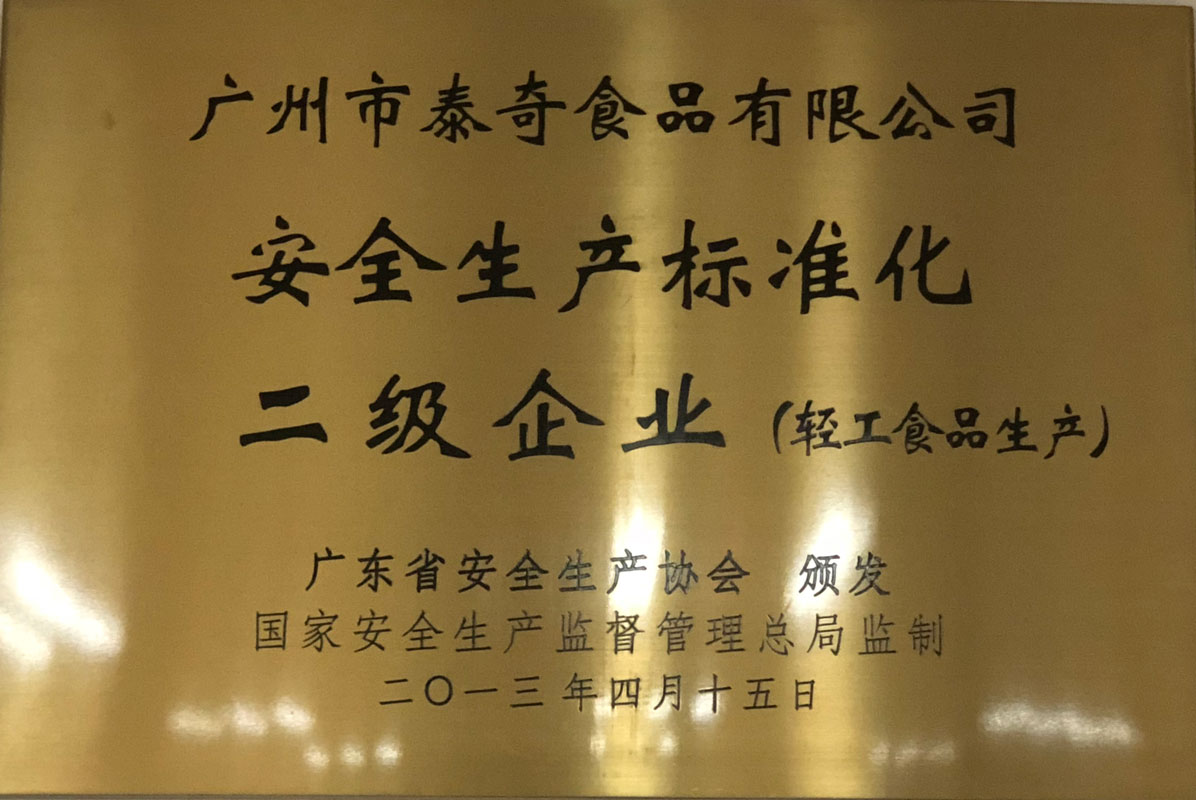 广州市泰奇食品有限公司
安全生产标准化
二级企业（轻工食品生产）
广东省安全生产协会 颁发
国家安全生产监督管理总局监制
二〇一三年四月十五日